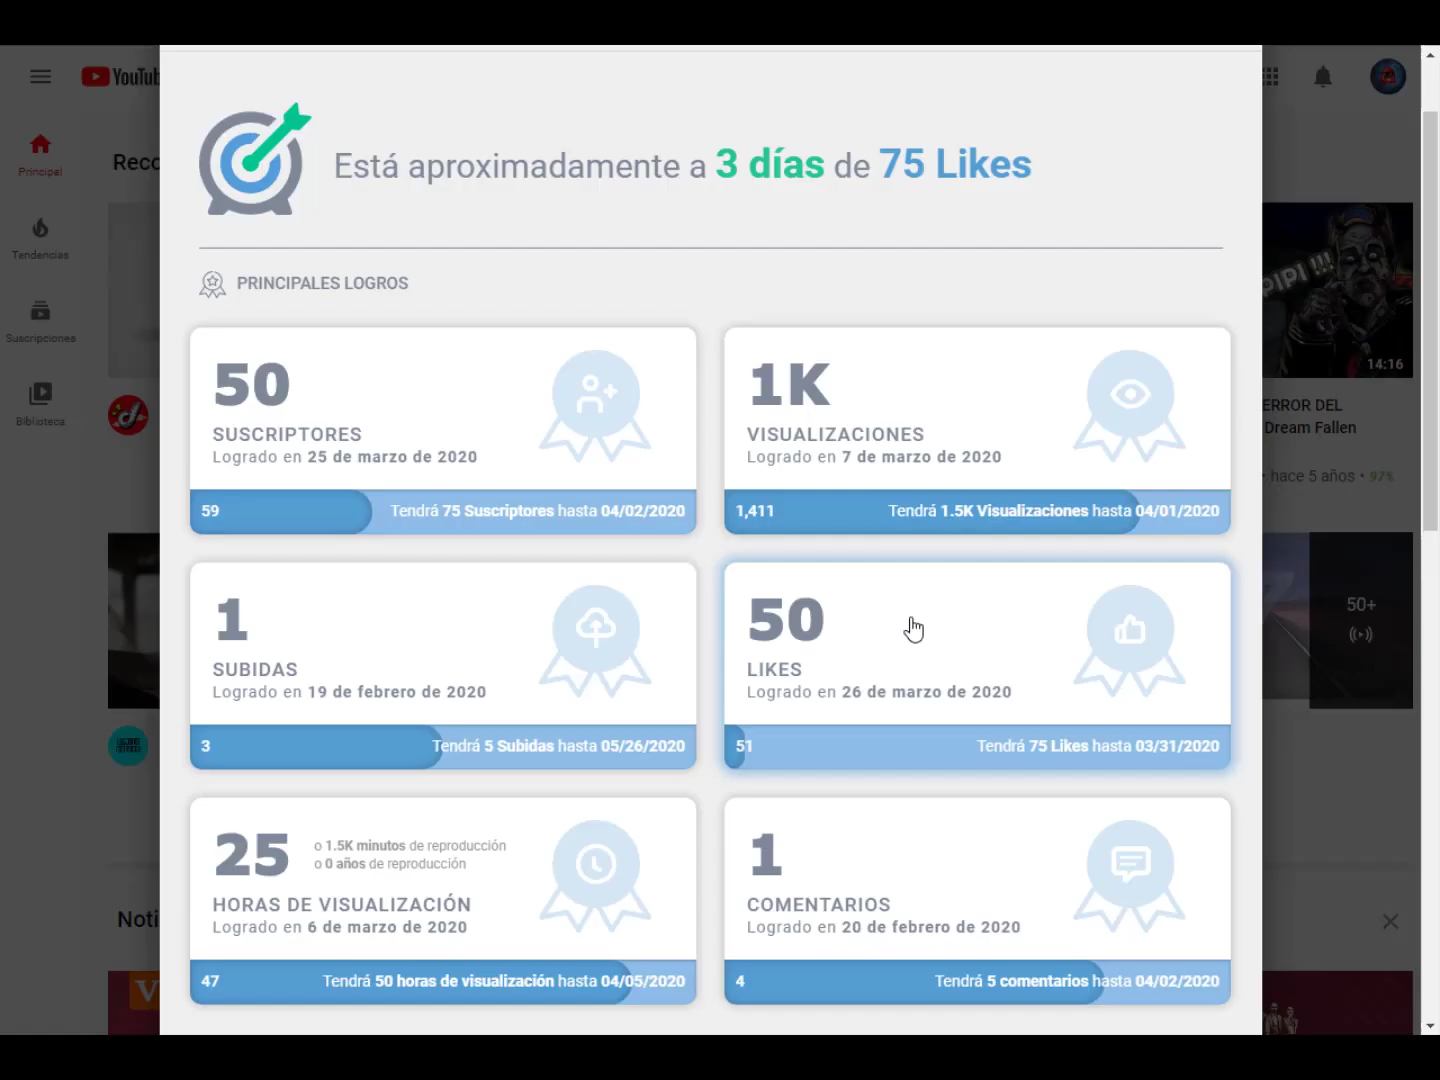 YouTub
Está aproximadamente a 3 días de 75 Likes
Principal
Reco
PRINCIPALES LOGROS
Tendencias
Suscripciones
Biblioteca
50
SUSCRIPTORES
Logrado en 25 de marzo de 2020
59
Tendrá 75 Suscriptores hasta 04/02/2020
1K
VISUALIZACIONES
Logrado en 7 de marzo de 2020
1,411
Tendrá 1.5K Visualizaciones hasta 04/01/2020
PIPI !!!
14:16
ERROR DEL
Dream Fallen
• hace 5 años • 97%
1
SUBIDAS
Logrado en 19 de febrero de 2020
3
Tendrá 5 Subidas hasta 05/26/2020
50
LIKES
Logrado en 26 de marzo de 2020
51
Tendrá 75 Likes hasta 03/31/2020
50+
25
o 1.5K minutos de reproducción
o 0 años de reproducción
HORAS DE VISUALIZACIÓN
Logrado en 6 de marzo de 2020
47
Tendrá 50 horas de visualización hasta 04/05/2020
1
COMENTARIOS
Logrado en 20 de febrero de 2020
4
Tendrá 5 comentarios hasta 04/02/2020
Noti
V